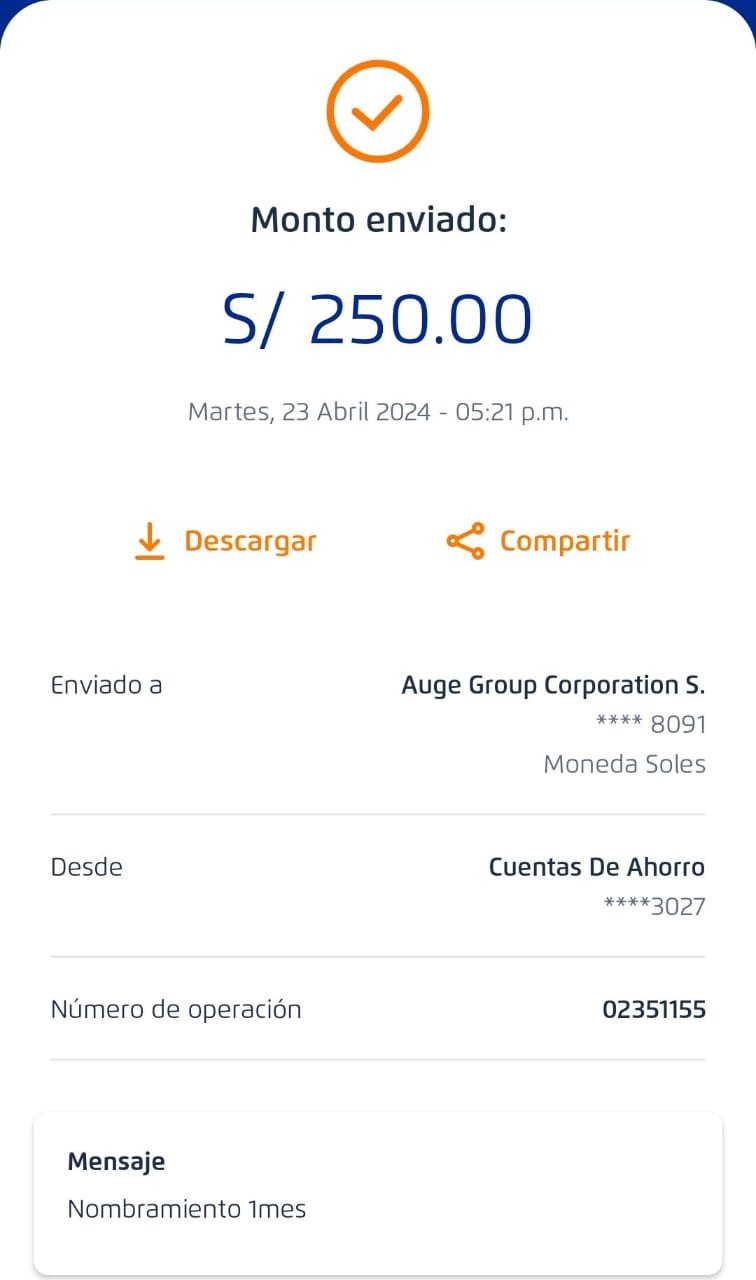 Monto enviado:
S/ 250.00
Martes, 23 Abril 2024 - 05:21 p.m.
Descargar Compartir
Enviado a Auge Group Corporation S.
**** 8091
Moneda Soles
Desde Cuentas De Ahorro
****3027
Número de operación 02351155
Mensaje
Nombramiento 1mes